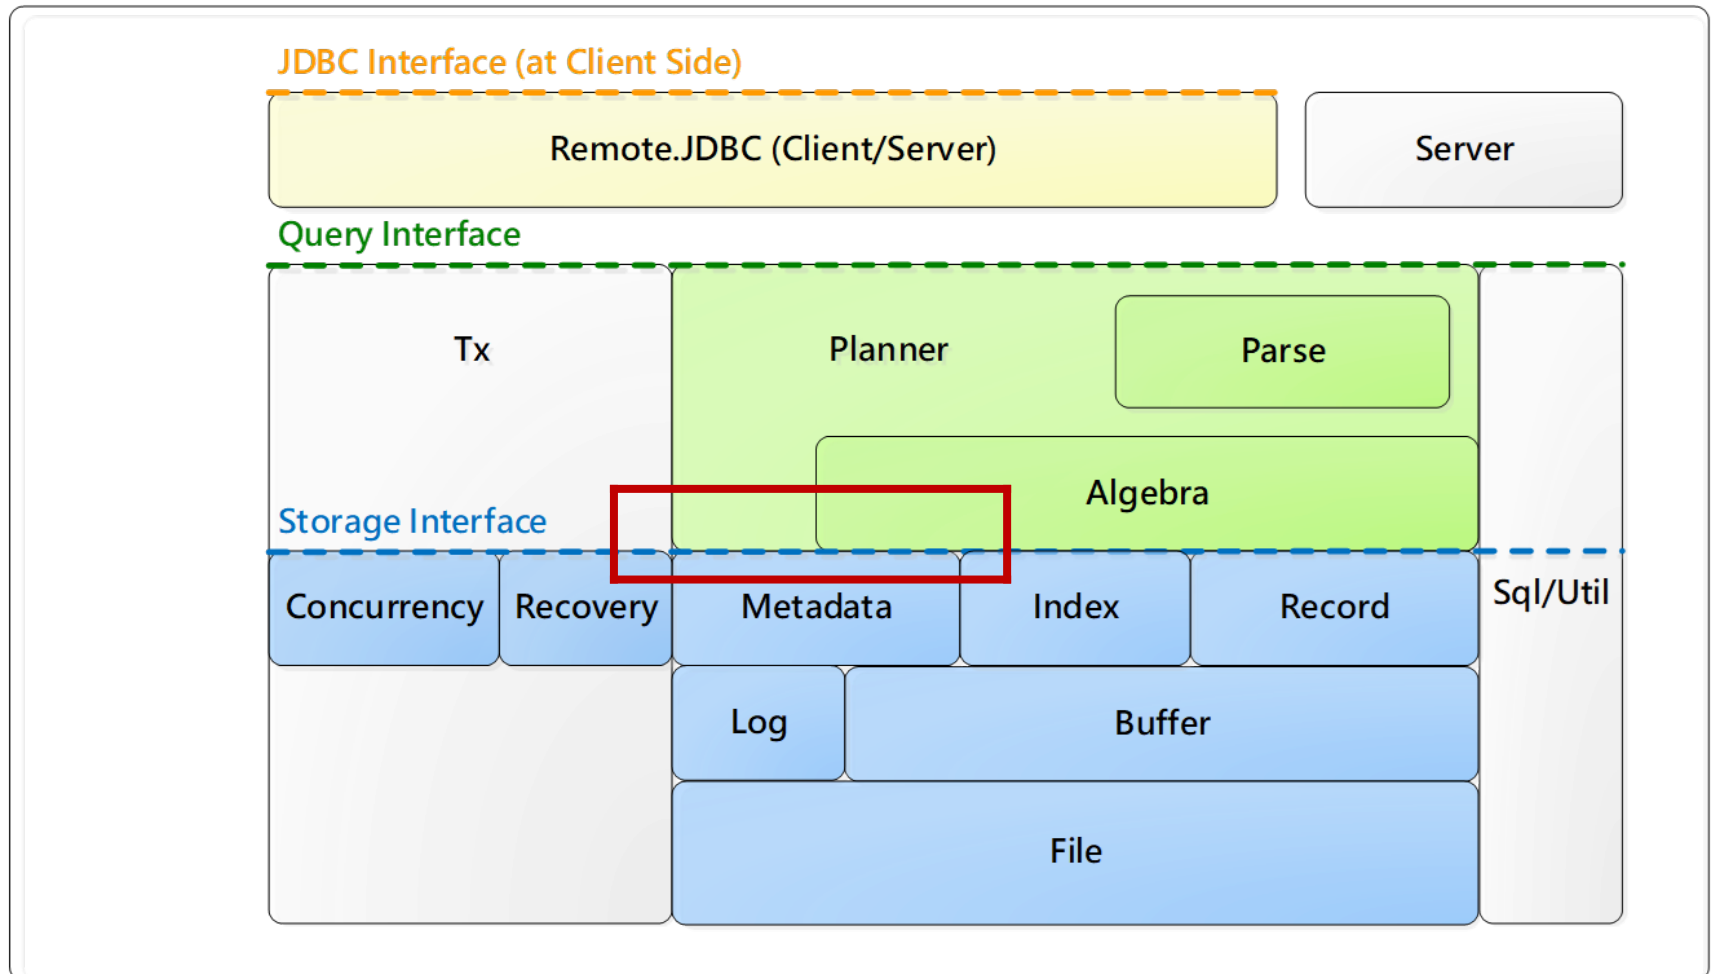 JDBC Interface (at Client Side)
Remote.JDBC (Client/Server)
Server
Query Interface
Tx
Planner
Parse
Algebra
Storage Interface
Concurrency
Recovery
Metadata
Index
Record
Sql/Util
Log
Buffer
File